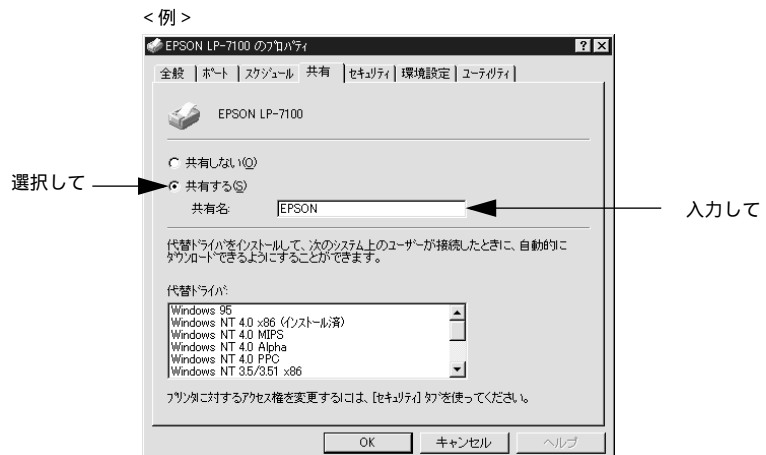 <例>
EPSON LP-7100 のﾌﾟﾛﾊﾟﾃｨ
全般 ﾎﾟｰﾄ ｽｹｼﾞｭｰﾙ 共有 ｾｷｭﾘﾃｨ 環境設定 ﾕｰﾃｨﾘﾃｨ
EPSON LP-7100
共有しない(O)
選択して
共有する(S)
共有名:
EPSON
入力して
代替ﾄﾞﾗｲﾊﾞをｲﾝｽﾄｰﾙして、次のｼｽﾃﾑ上のﾕｰｻﾞｰが接続したときに、自動的に
ﾀﾞｳﾝﾛｰﾄﾞできるようにすることができます。
代替ﾄﾞﾗｲﾊﾞ:
Windows 95
Windows NT 4.0 x86 (ｲﾝｽﾄｰﾙ済)
Windows NT 4.0 MIPS
Windows NT 4.0 Alpha
Windows NT 4.0 PPC
Windows NT 3.5/3.51 x86
ﾌﾟﾘﾝﾀに対するｱｸｾｽ権を変更するには、[ｾｷｭﾘﾃｨ] ﾀﾌﾞを使ってください。
OK キャンセル ヘルプ